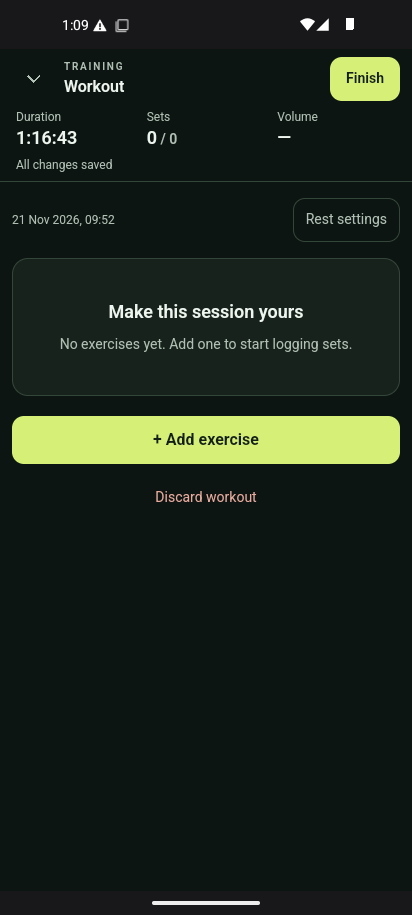 1:09
TRAINING
Workout
Finish
Duration
Sets
Volume
1:16:43
0 / 0
—
All changes saved
21 Nov 2026, 09:52
Rest settings
Make this session yours
No exercises yet. Add one to start logging sets.
+ Add exercise
Discard workout